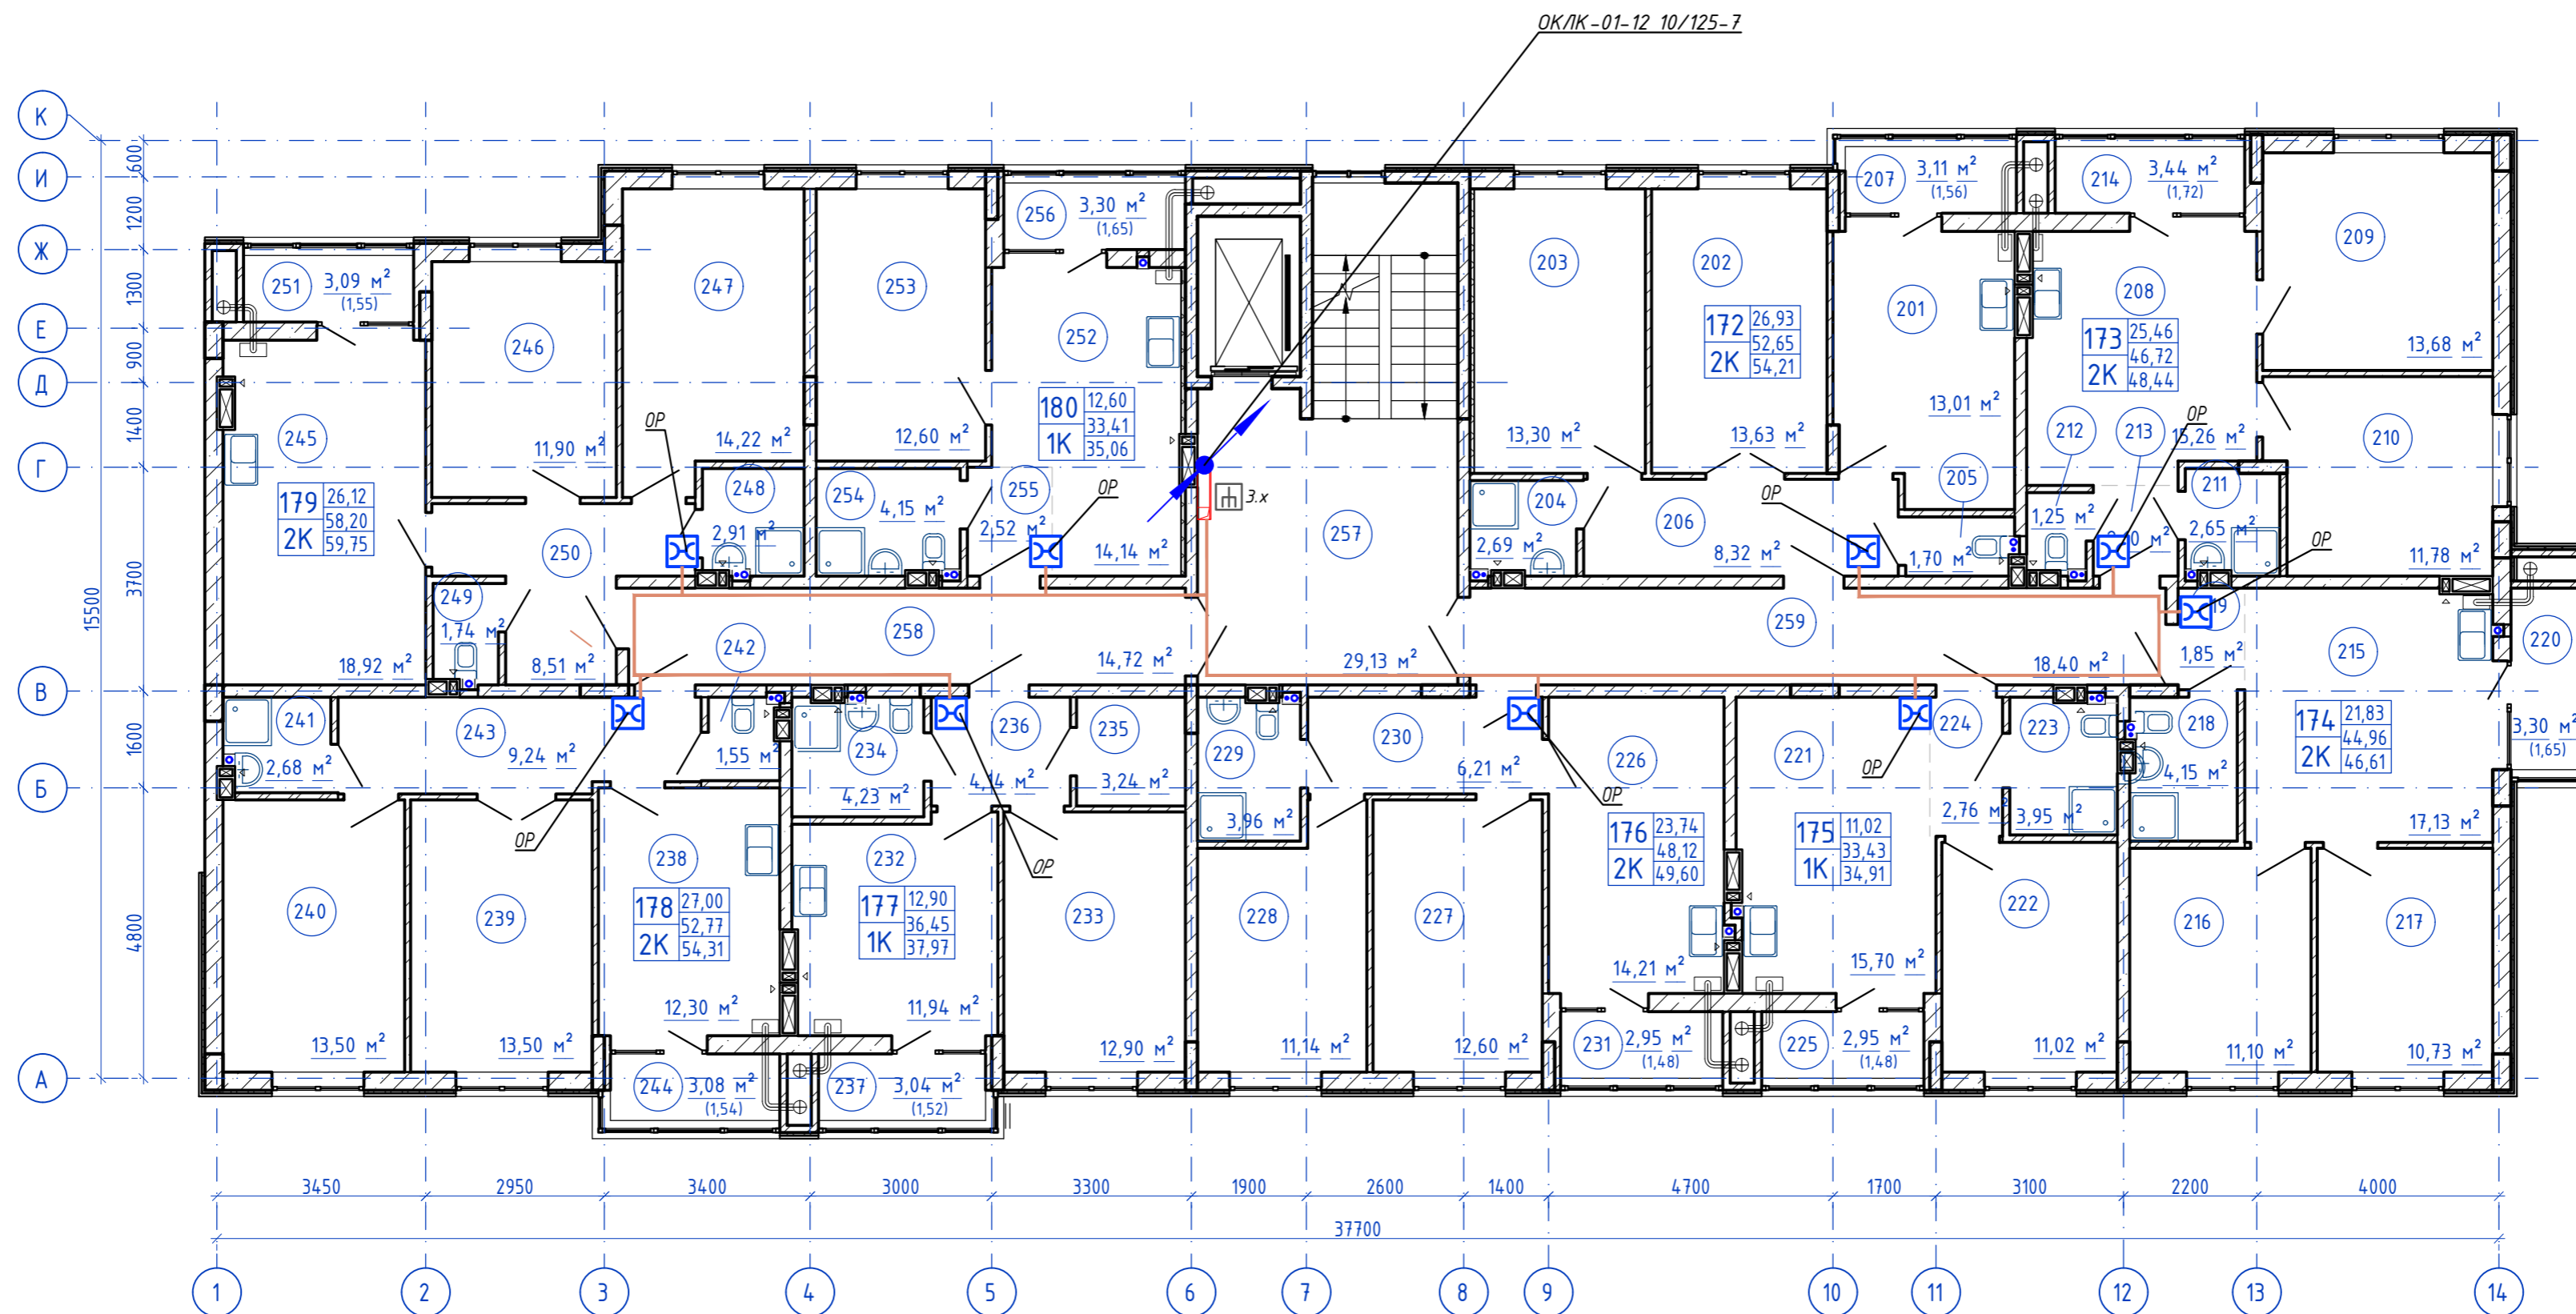 ОК/ІК-01-12 10/125-7
К
И
Ж
Е
Д
Г
В
Б
А
600
1200
1300
900
1400
3700
1600
4800
15500
207
3,11 м²
(1,56)
214
3,44 м²
(1,72)
256
3,30 м²
(1,65)
251
3,09 м²
(1,55)
209
203
202
247
253
208
201
252
246
172 26,93
52,65
2К 54,21
173 25,46
46,72
2К 48,44
13,68 м²
180 12,60
33,41
1К 35,06
13,01 м²
245
ОР
14,22 м²
12,60 м²
11,90 м²
13,30 м²
13,63 м²
212
213
ОР
15,26 м²
210
179 26,12
58,20
2К 59,75
248
254
4,15 м²
255
ОР
3.х
ОР
204
205
211
2,91 м²
2,52 м²
14,14 м²
257
206
2,69 м²
8,32 м²
1,70 м²
1,25 м²
2,65 м²
ОР
11,78 м²
250
249
1,74 м²
8,51 м²
18,92 м²
242
258
14,72 м²
29,13 м²
259
18,40 м²
1,85 м²
215
220
241
243
9,24 м²
2,68 м²
1,55 м²
234
236
235
4,23 м²
4,14 м²
3,24 м²
229
230
6,21 м²
3,96 м²
226
221
224
223
218
ОР
ОР
2,76 м²
3,95 м²
4,15 м²
174 21,83
44,96
2К 46,61
3,30 м²
(1,65)
17,13 м²
ОР
ОР
238
232
176 23,74
48,12
2К 49,60
175 11,02
33,43
1К 34,91
240
239
178 27,00
52,77
2К 54,31
177 12,90
36,45
1К 37,97
233
228
227
222
216
217
14,21 м²
15,70 м²
12,30 м²
11,94 м²
13,50 м²
13,50 м²
12,90 м²
11,14 м²
12,60 м²
231
2,95 м²
(1,48)
225
2,95 м²
(1,48)
11,02 м²
11,10 м²
10,73 м²
244
3,08 м²
(1,54)
237
3,04 м²
(1,52)
3450
2950
3400
3000
3300
1900
2600
1400
4700
1700
3100
2200
4000
37700
1
2
3
4
5
6
7
8
9
10
11
12
13
14